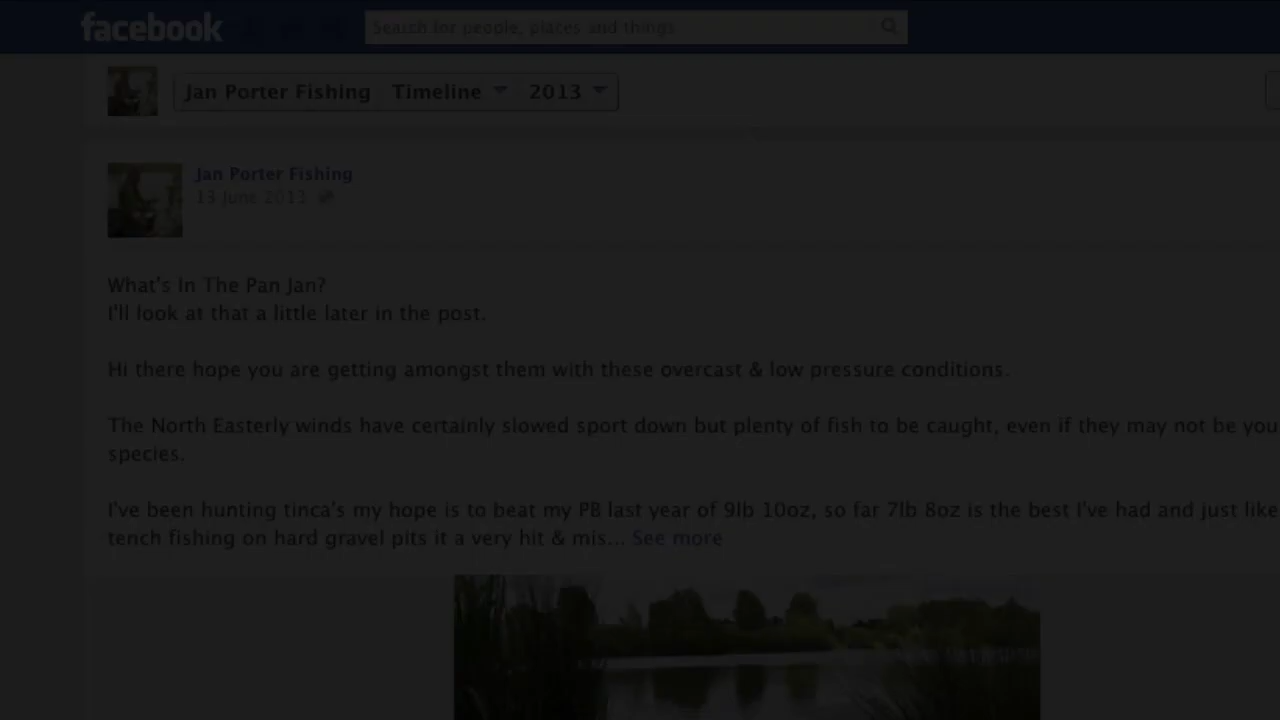 facebook
Search for people, places and things
Jan Porter Fishing Timeline 2013
Jan Porter Fishing
13 June 2013
What's In The Pan Jan?
I'll look at that a little later in the post.
Hi there hope you are getting amongst them with these overcast & low pressure conditions.
The North Easterly winds have certainly slowed sport down but plenty of fish to be caught, even if they may not be you
species.
I've been hunting tinca's my hope is to beat my PB last year of 9lb 10oz, so far 7lb 8oz is the best I've had and just like
tench fishing on hard gravel pits it a very hit & mis... See more